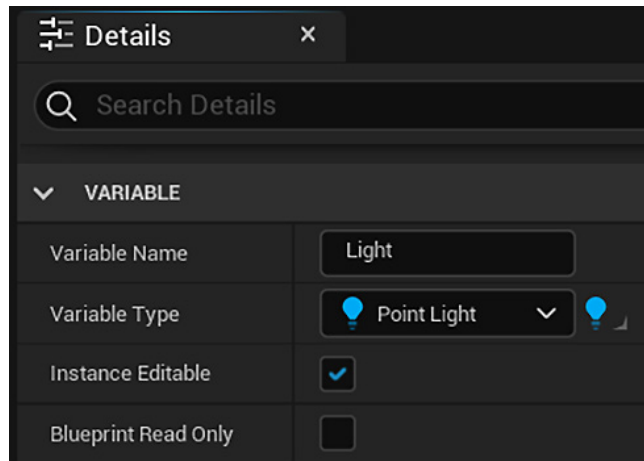 Details
Search Details
VARIABLE
Variable Name Light
Variable Type Point Light
Instance Editable
Blueprint Read Only